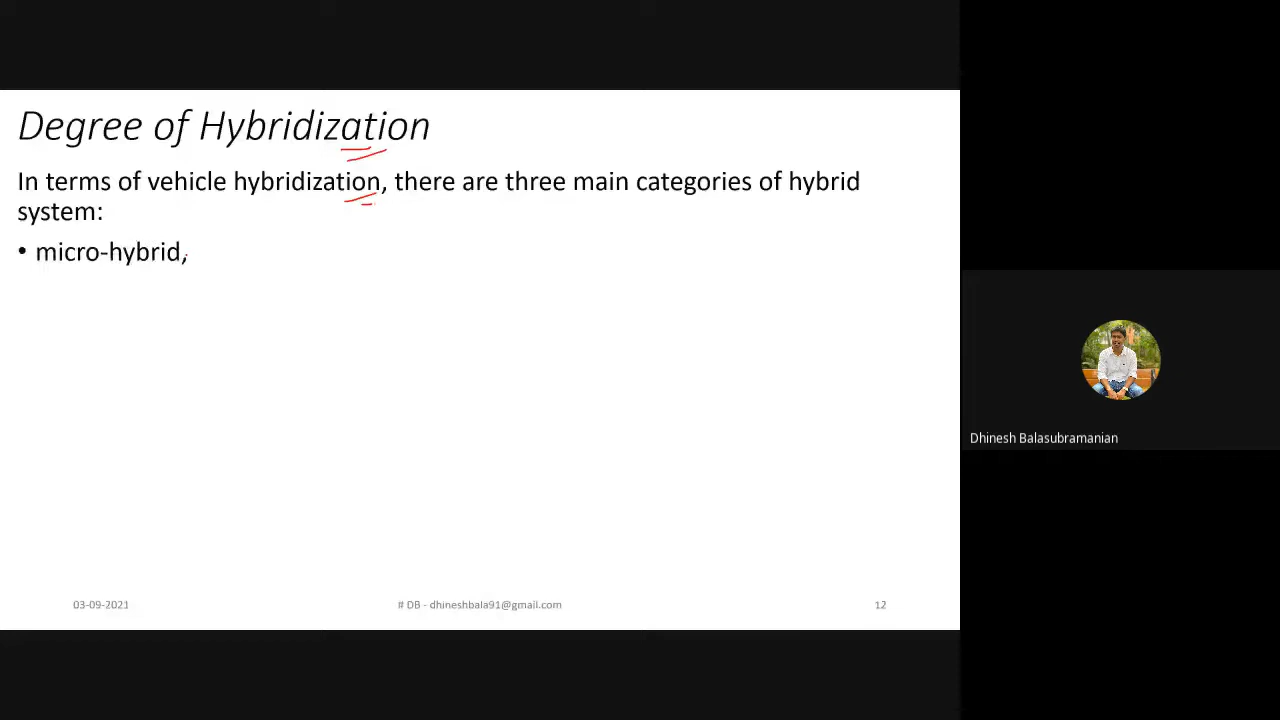 Degree of Hybridization
In terms of vehicle hybridization, there are three main categories of hybrid
system:
• micro-hybrid,
Dhinesh Balasubramanian
03-09-2021
# DB - dhineshbala91@gmail.com
12